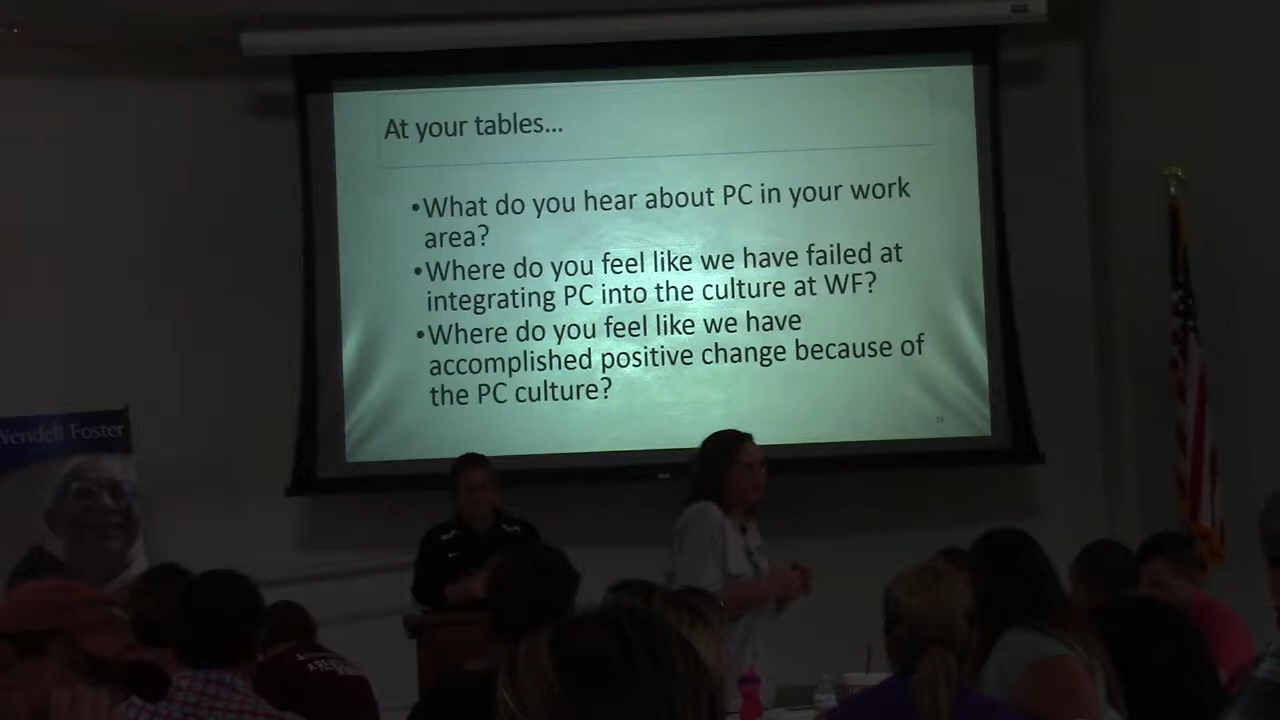 At your tables...
•What do you hear about PC in your work
area?
•Where do you feel like we have failed at
integrating PC into the culture at WF?
•Where do you feel like we have
accomplished positive change because of
the PC culture?
Wendell Foster